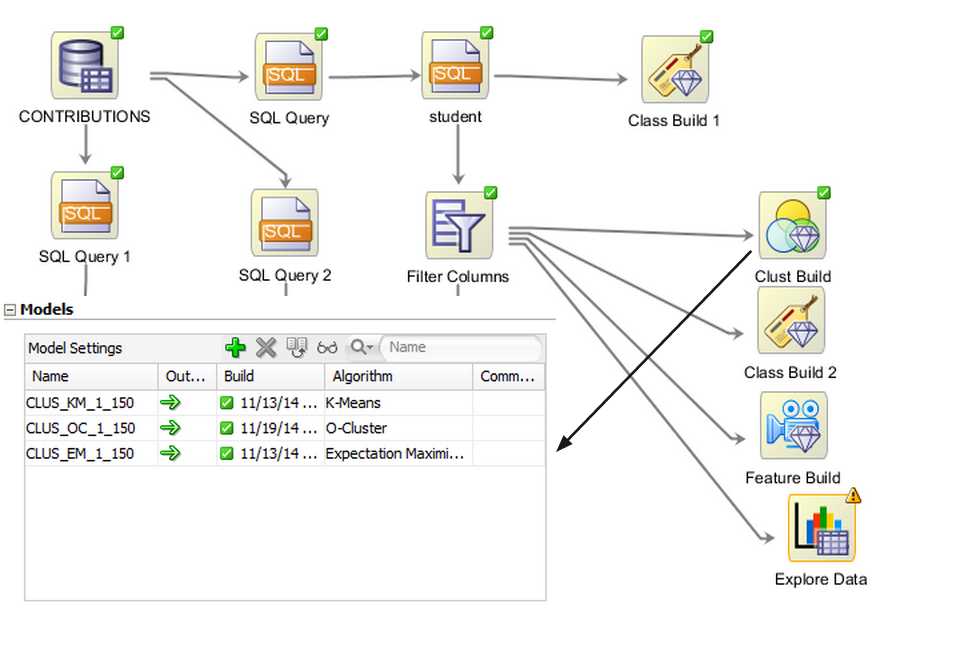 SQL
SQL
CONTRIBUTIONS
SQL Query
student
Class Build 1
SQL
SQL
SQL Query 1
SQL Query 2
Filter Columns
Clust Build
Models
Model Settings
Name
Name Out... Build Algorithm Comm...
CLUS_KM_1_150 11/13/14 ... K-Means
CLUS_OC_1_150 11/19/14 ... O-Cluster
CLUS_EM_1_150 11/13/14 ... Expectation Maximi...
Class Build 2
Feature Build
Explore Data